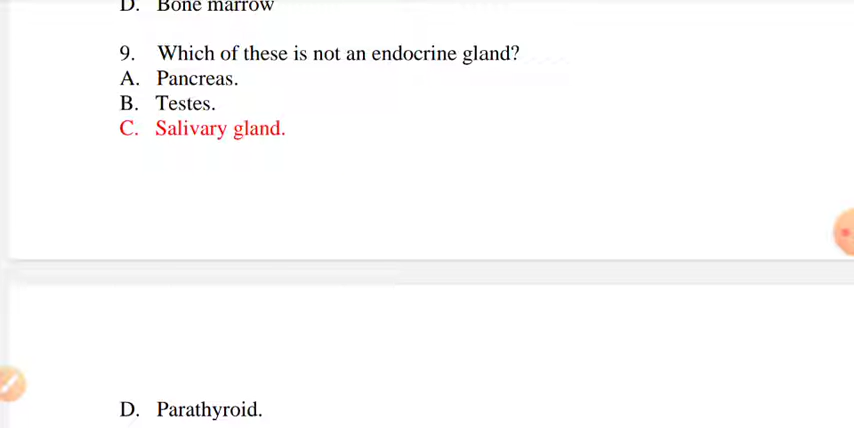 D. Bone marrow
9. Which of these is not an endocrine gland?
A. Pancreas.
B. Testes.
C. Salivary gland.
D. Parathyroid.